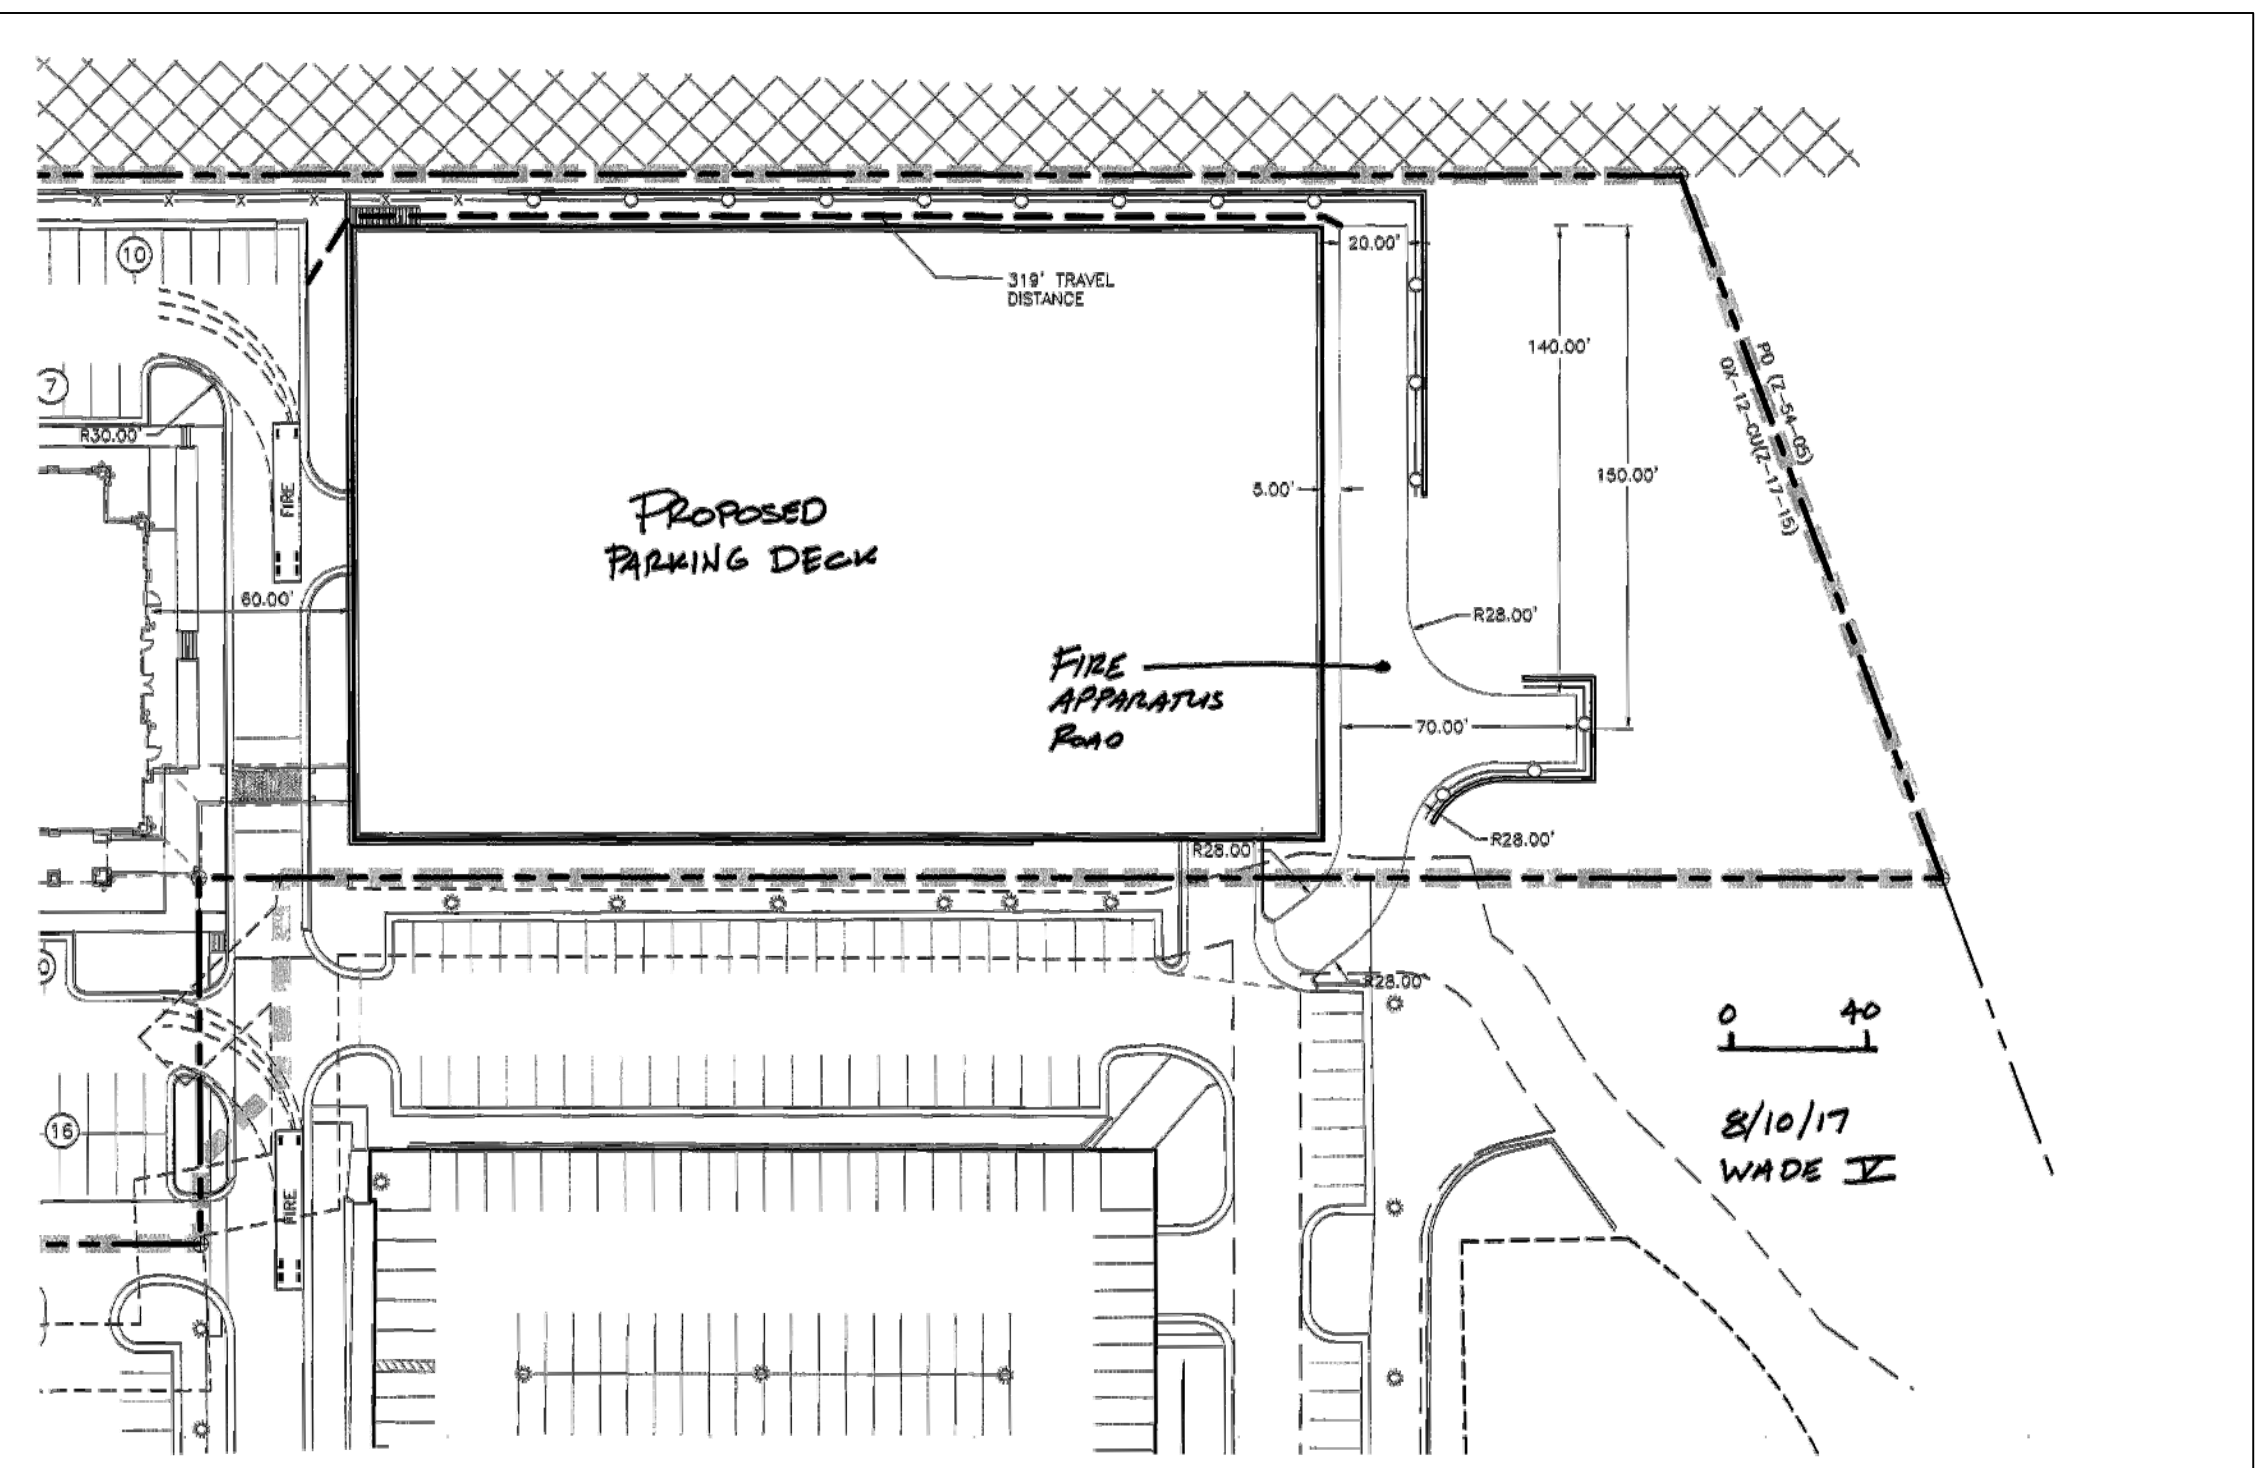 10
20.00'
319' TRAVEL
DISTANCE
140.00'
PD (Z-54-05)
OX-12-CU(Z-17-15)
7
R30.00'
150.00'
5.00'
FIRE
PROPOSED
PARKING DECK
60.00'
R28.00'
FIRE
APPARATUS
ROAD
70.00'
R28.00'
R28.00'
R28.00'
0 40
8/10/17
WADE V
16
FIRE